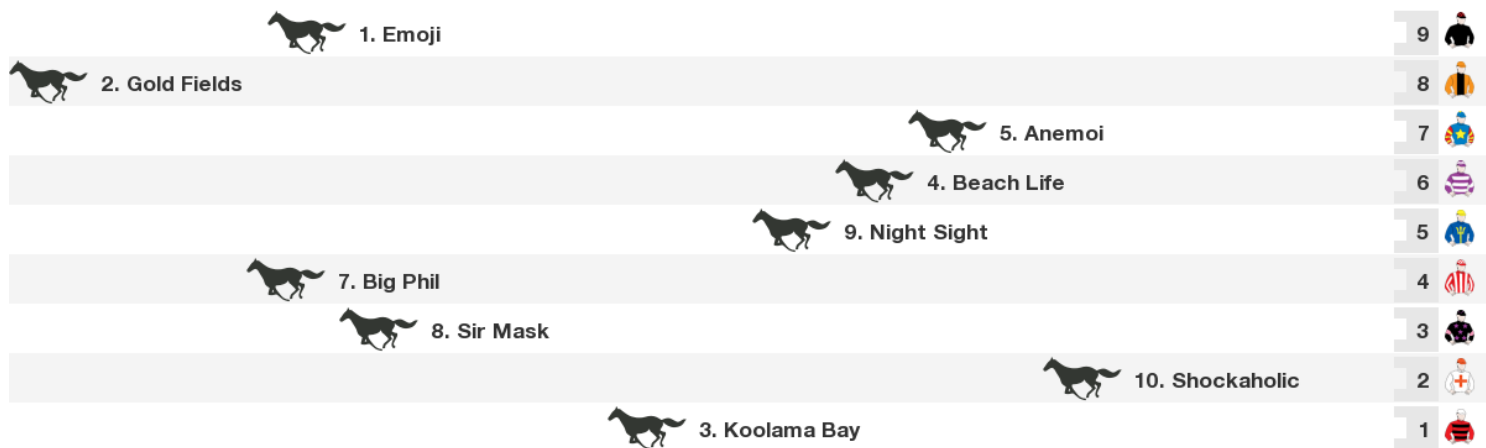 1. Emoji 9
2. Gold Fields 8
5. Anemoi 7
4. Beach Life 6
9. Night Sight 5
7. Big Phil 4
8. Sir Mask 3
10. Shockaholic 2
3. Koolama Bay 1